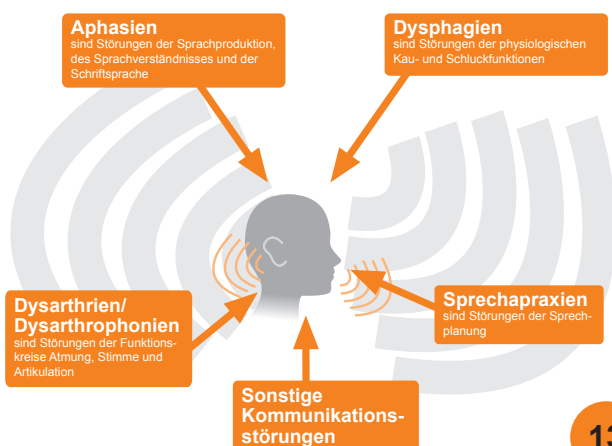 Aphasien
sind Störungen der Sprachproduktion,
des Sprachverständnisses und der
Schriftsprache
Dysphagien
sind Störungen der physiologischen
Kau- und Schluckfunktionen
Dysarthrien/
Dysarthrophonien
sind Störungen der Funktions-
kreise Atmung, Stimme und
Artikulation
Sprechapraxien
sind Störungen der Sprech-
planung
Sonstige
Kommunikations-
störungen